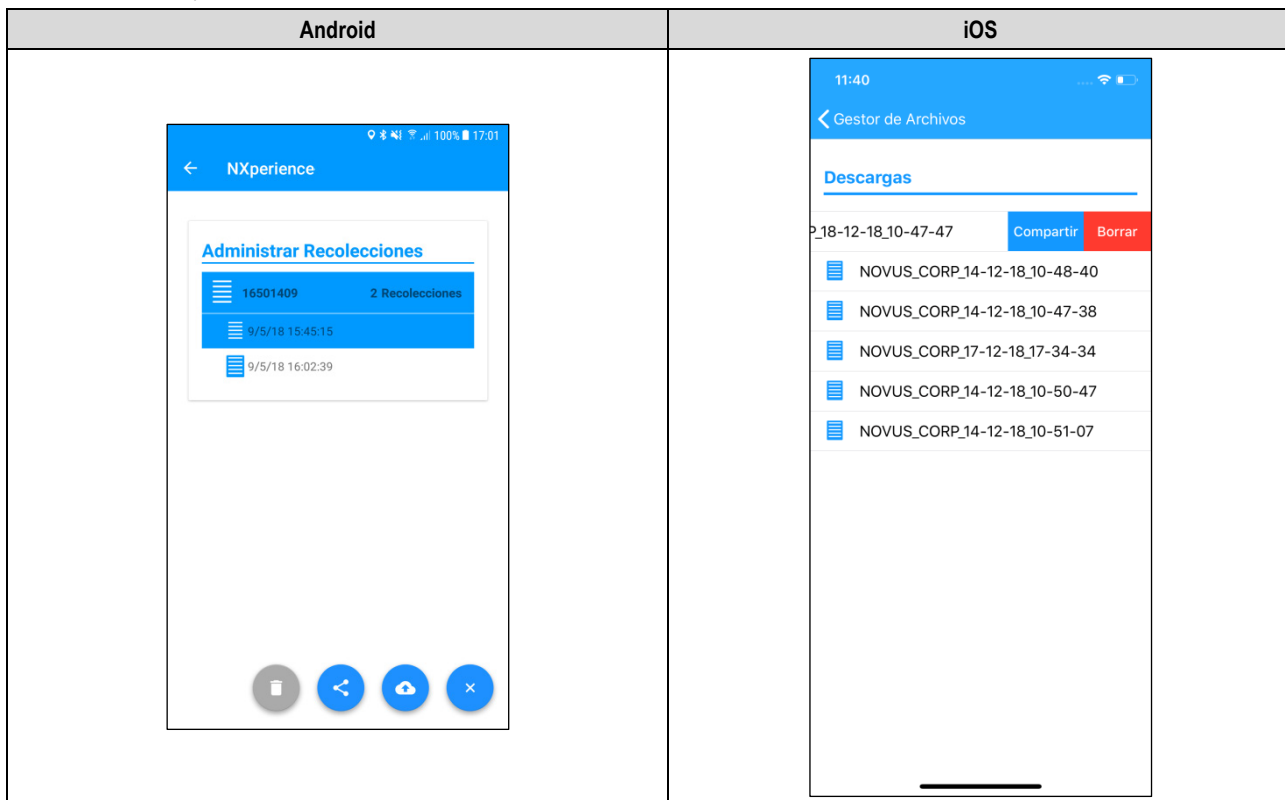 Android
iOS
100% 17:01
NXperience
Administrar Recolecciones
16501409 2 Recolecciones
9/5/18 15:45:15
9/5/18 16:02:39
11:40
Gestor de Archivos
Descargas
P_18-12-18_10-47-47 Compartir Borrar
NOVUS_CORP_14-12-18_10-48-40
NOVUS_CORP_14-12-18_10-47-38
NOVUS_CORP_17-12-18_17-34-34
NOVUS_CORP_14-12-18_10-50-47
NOVUS_CORP_14-12-18_10-51-07